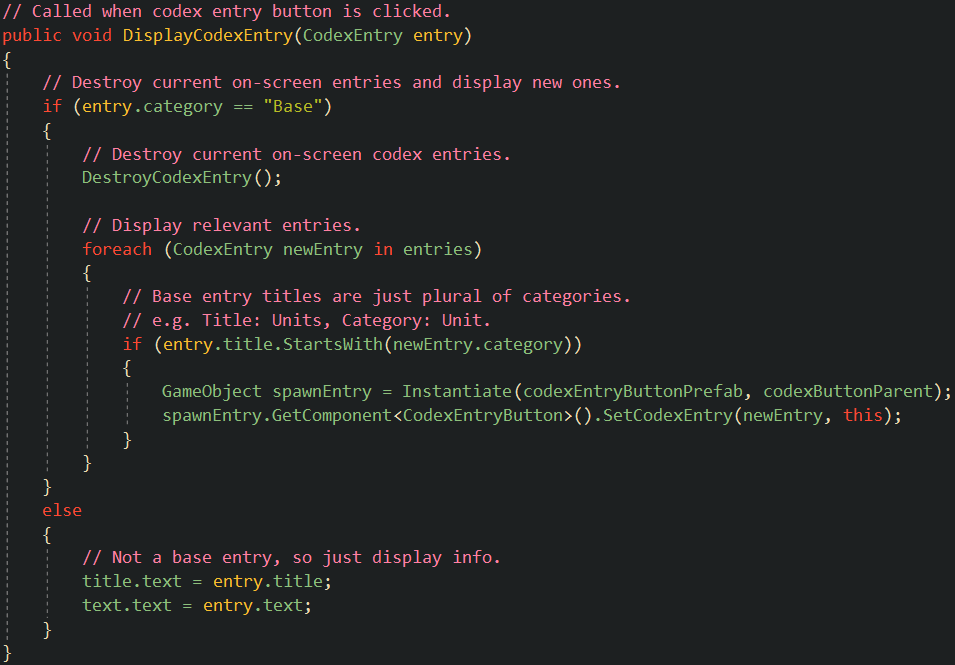 // Called when codex entry button is clicked.
public void DisplayCodexEntry(CodexEntry entry)
{
    // Destroy current on-screen entries and display new ones.
    if (entry.category == "Base")
    {
        // Destroy current on-screen codex entries.
        DestroyCodexEntry();

        // Display relevant entries.
        foreach (CodexEntry newEntry in entries)
        {
            // Base entry titles are just plural of categories.
            // e.g. Title: Units, Category: Unit.
            if (entry.title.StartsWith(newEntry.category))
            {
                GameObject spawnEntry = Instantiate(codexEntryButtonPrefab, codexButtonParent);
                spawnEntry.GetComponent<CodexEntryButton>().SetCodexEntry(newEntry, this);
            }
        }
    }
    else
    {
        // Not a base entry, so just display info.
        title.text = entry.title;
        text.text = entry.text;
    }
}